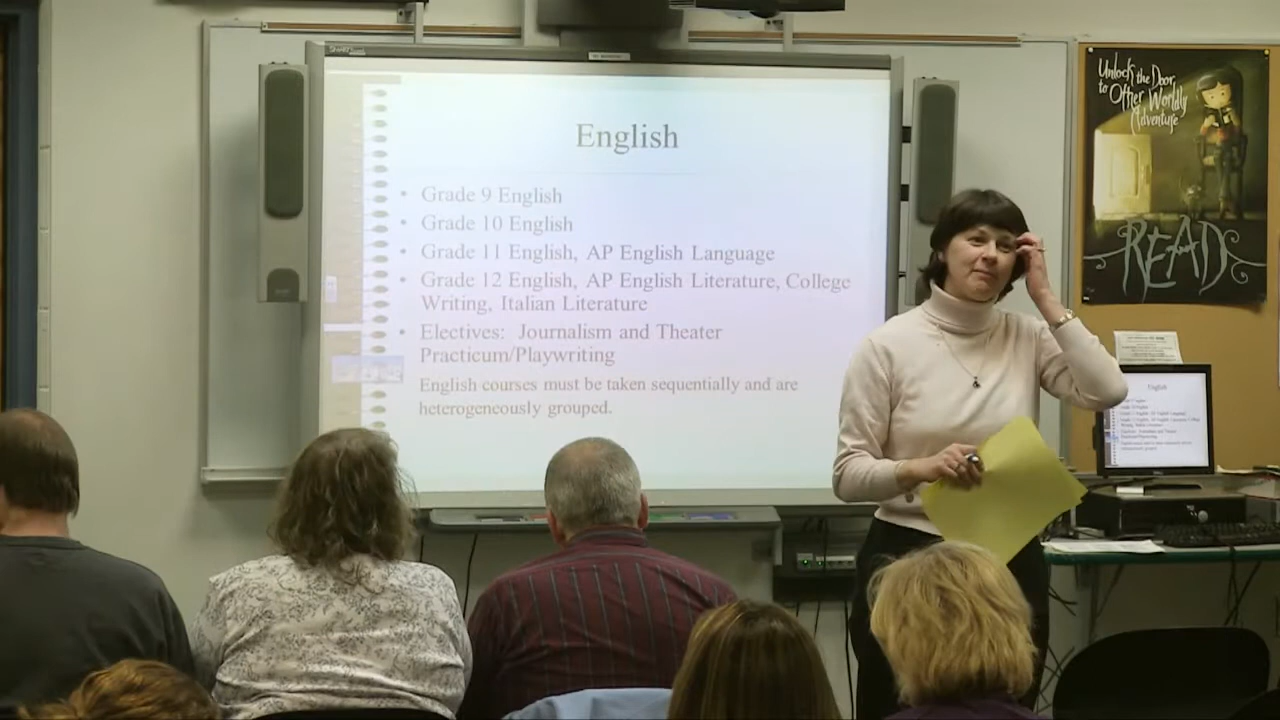 English
• Grade 9 English
• Grade 10 English
• Grade 11 English, AP English Language
• Grade 12 English, AP English Literature, College
Writing, Italian Literature
• Electives: Journalism and Theater
Practicum/Playwriting
English courses must be taken sequentially and are
heterogeneously grouped.
Unlock the Door
to Other Worldly
Adventure
READ
English